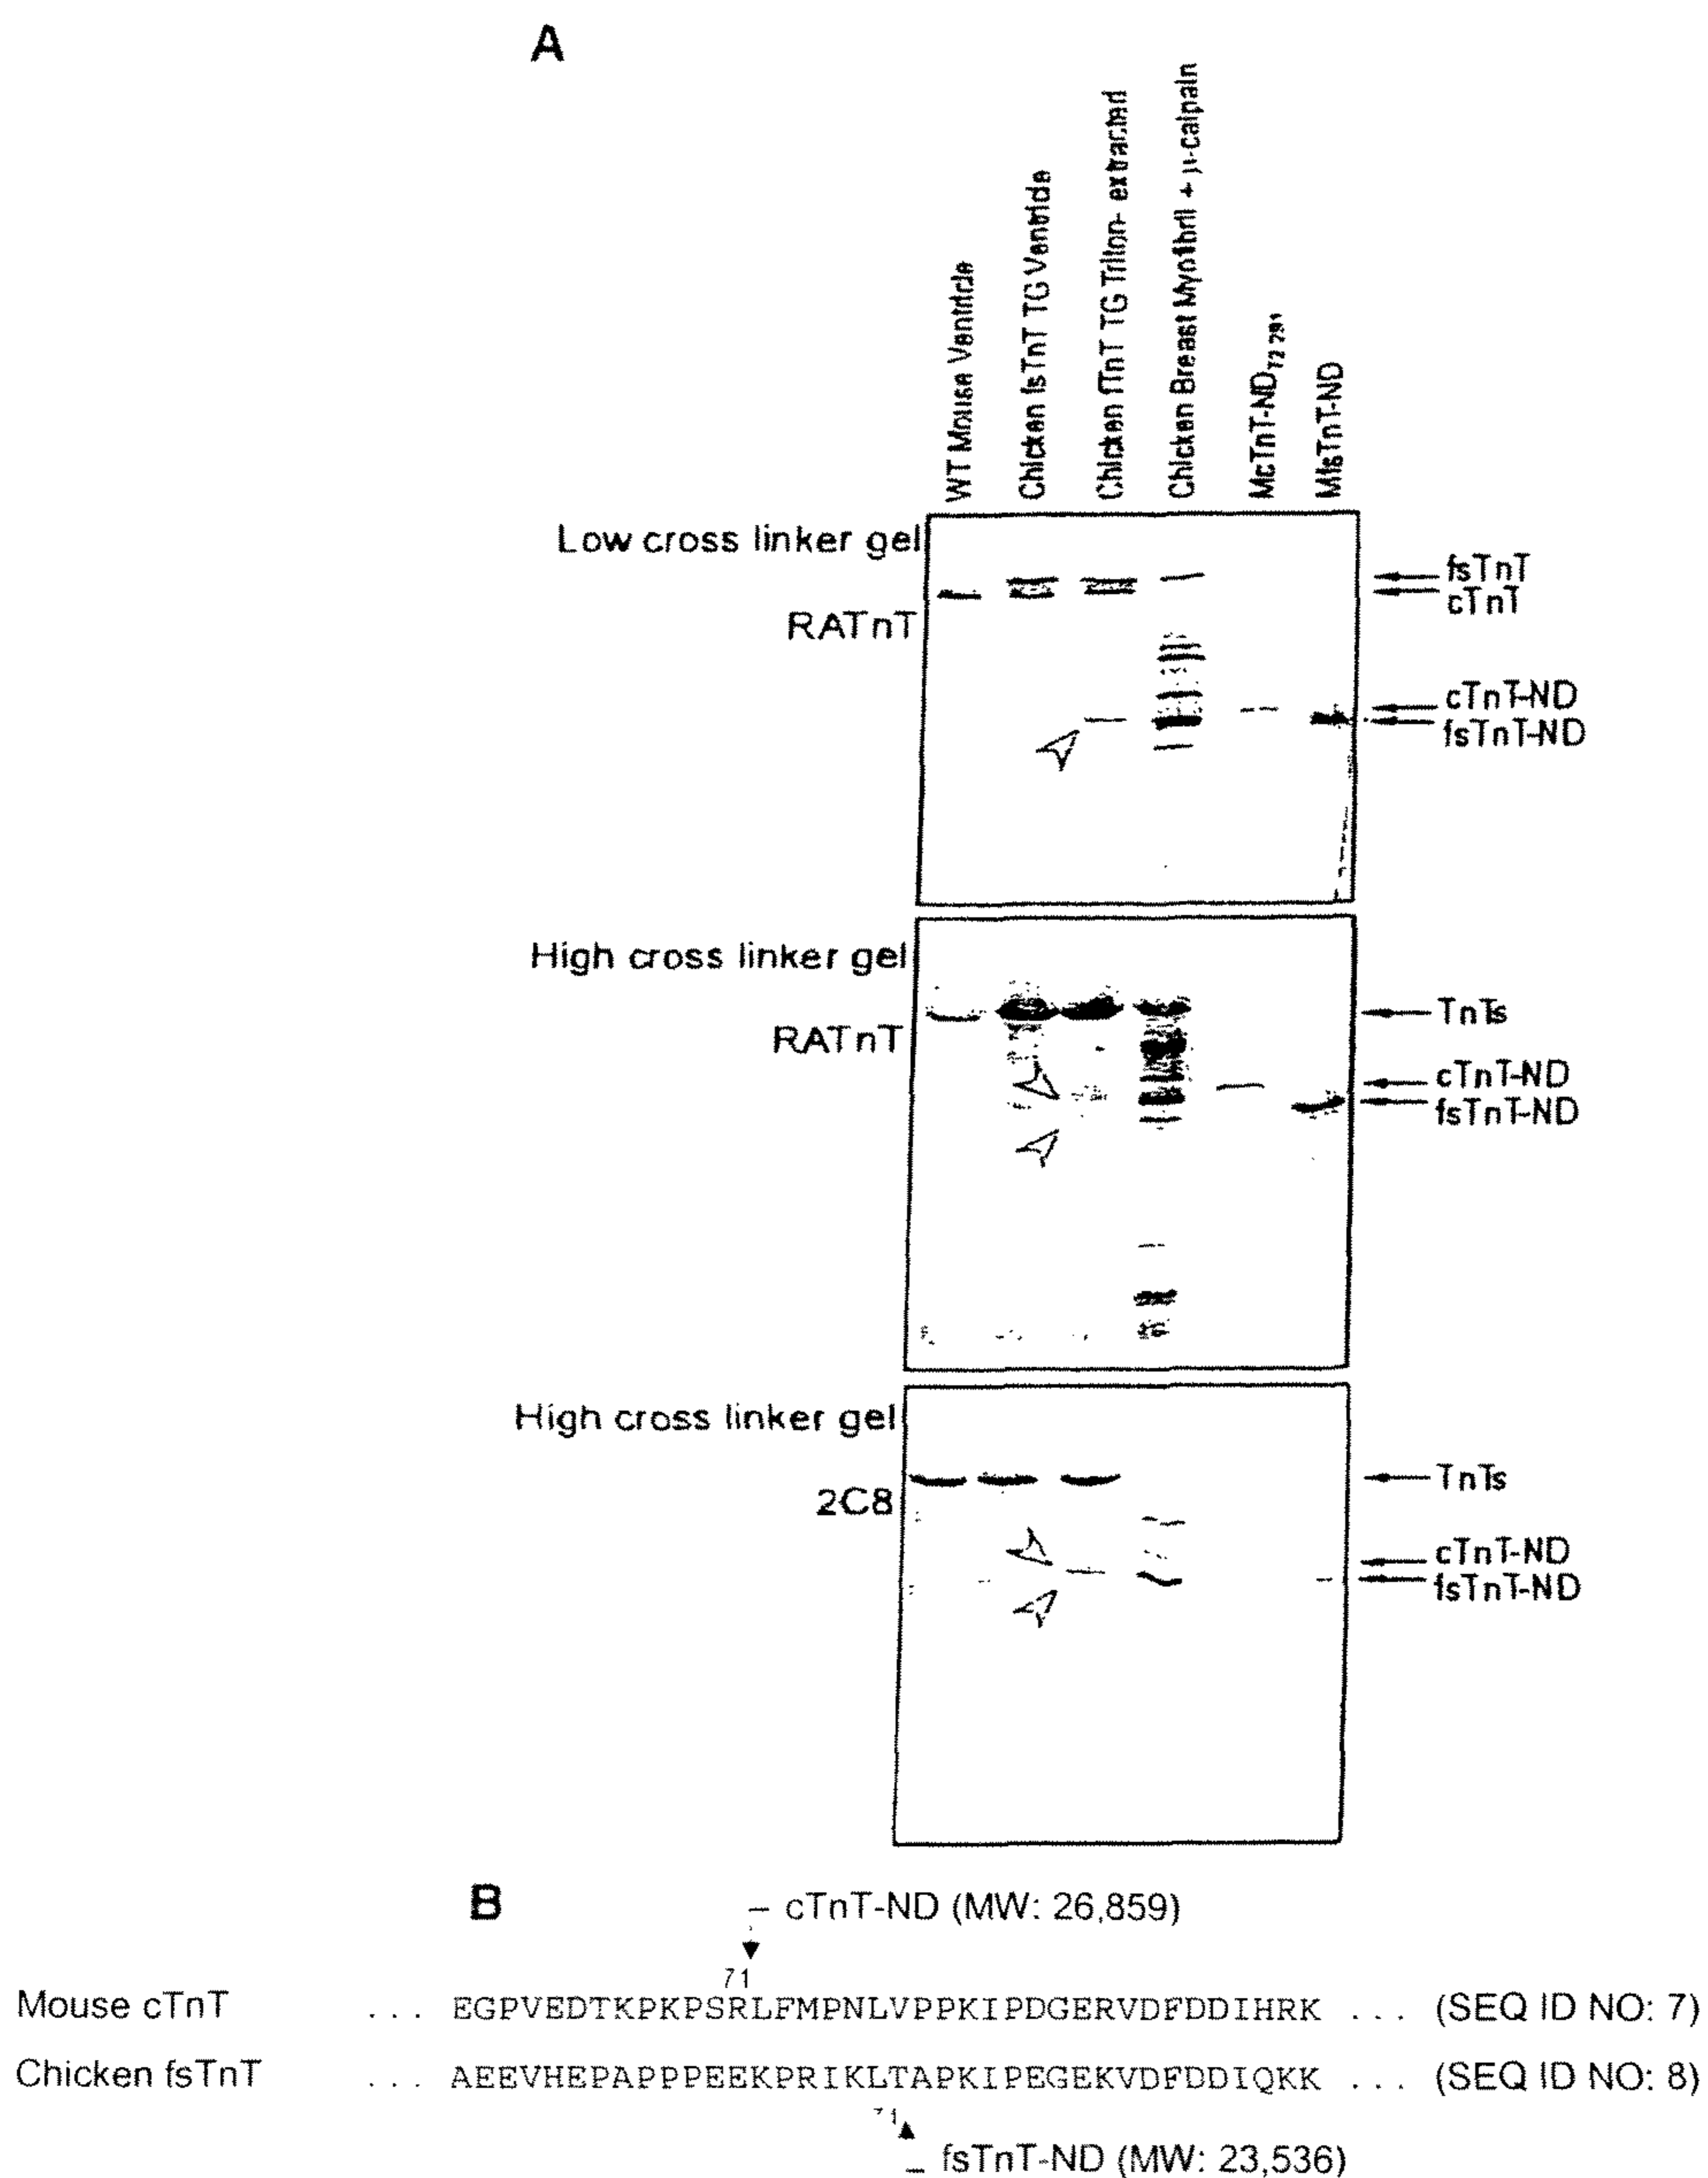 A
WT Mouse Ventricle
Chicken fsTnT TG Ventricle
Chicken fTnT TG Triton- extracted
Chicken Breast Myofibril + μ-calpain
McTnT-ND72-291
MfsTnT-ND
Low cross linker gel
RATnT
fsTnT
cTnT
cTnT-ND
fsTnT-ND
High cross linker gel
RATnT
TnTs
cTnT-ND
fsTnT-ND
High cross linker gel
2C8
TnTs
cTnT-ND
fsTnT-ND
B
cTnT-ND (MW: 26,859)
71
Mouse cTnT ... EGPVEDTKPKPSRLFMPNLVPPKIPDGERVDFDDIHRK ... (SEQ ID NO: 7)
Chicken fsTnT ... AEEVHEPAPPPEEKPRIKLTAPKIPEGEKVDFDDIQKK ... (SEQ ID NO: 8)
71
fsTnT-ND (MW: 23,536)